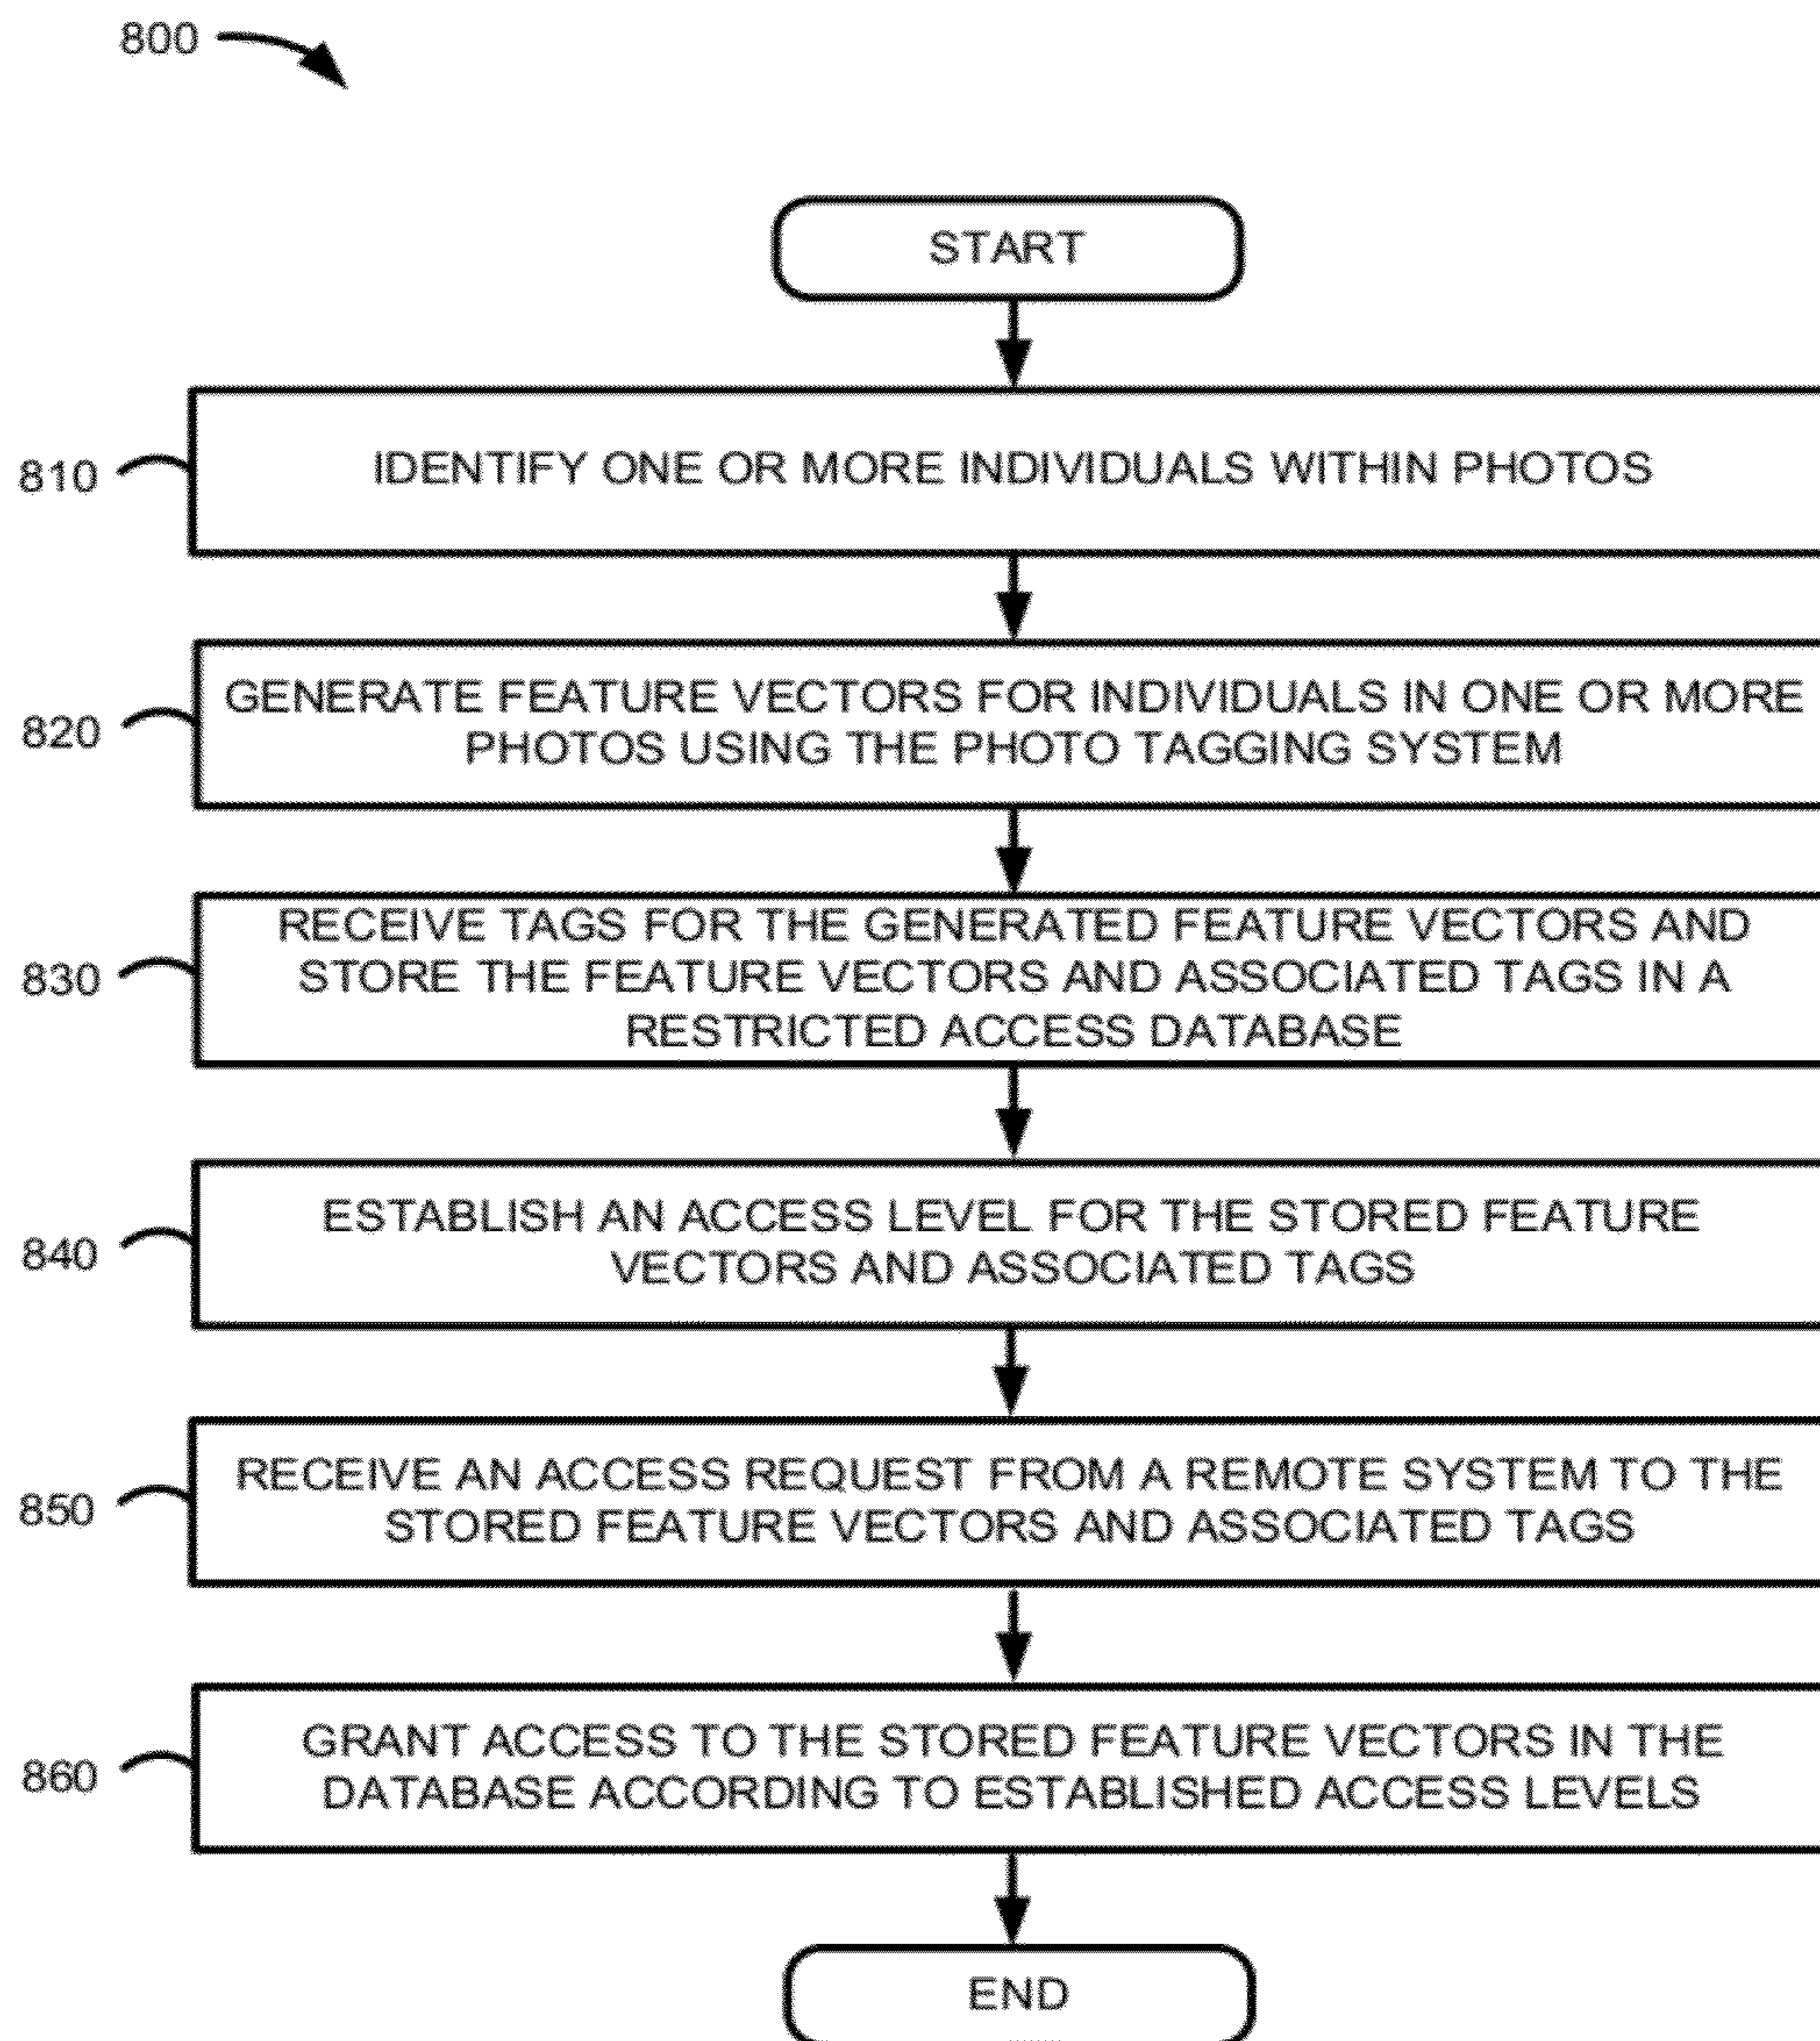 800
START
810
IDENTIFY ONE OR MORE INDIVIDUALS WITHIN PHOTOS
820
GENERATE FEATURE VECTORS FOR INDIVIDUALS IN ONE OR MORE
PHOTOS USING THE PHOTO TAGGING SYSTEM
830
RECEIVE TAGS FOR THE GENERATED FEATURE VECTORS AND
STORE THE FEATURE VECTORS AND ASSOCIATED TAGS IN A
RESTRICTED ACCESS DATABASE
840
ESTABLISH AN ACCESS LEVEL FOR THE STORED FEATURE
VECTORS AND ASSOCIATED TAGS
850
RECEIVE AN ACCESS REQUEST FROM A REMOTE SYSTEM TO THE
STORED FEATURE VECTORS AND ASSOCIATED TAGS
860
GRANT ACCESS TO THE STORED FEATURE VECTORS IN THE
DATABASE ACCORDING TO ESTABLISHED ACCESS LEVELS
END